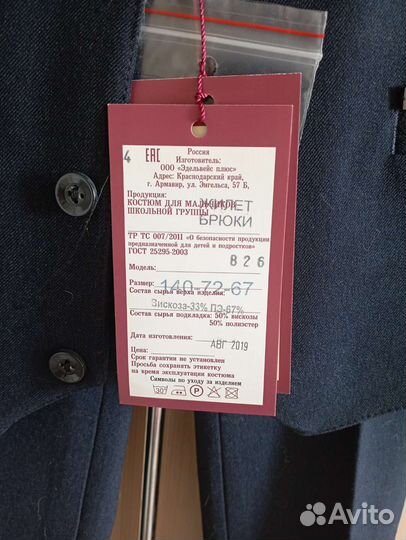 4
EAC
Россия
Изготовитель:
ООО «Эдельвейс плюс»
Адрес: Краснодарский край,
г. Армавир, ул. Энгельса, 57 Б,
Продукция:
КОСТЮМ ДЛЯ МАЛЬЧИКОВ ЖИЛЕТ
ШКОЛЬНОЙ ГРУППЫ БРЮКИ
ТР ТС 007/2011 «О безопасности продукции
предназначенной для детей и подростков»
ГОСТ 25295-2003
Модель: 826
Размер: 140-72-67
Состав сырья верха изделия:
Вискоза-33% ПЭ-67%
Состав сырья подклада: 50% вискозы
50% полиэстер
Дата изготовления: АВГ 2019
Цена:
Срок гарантии не установлен
Просьба сохранять этикетку
на время эксплуатации костюма
Символы по уходу за изделием
30° P
Avito